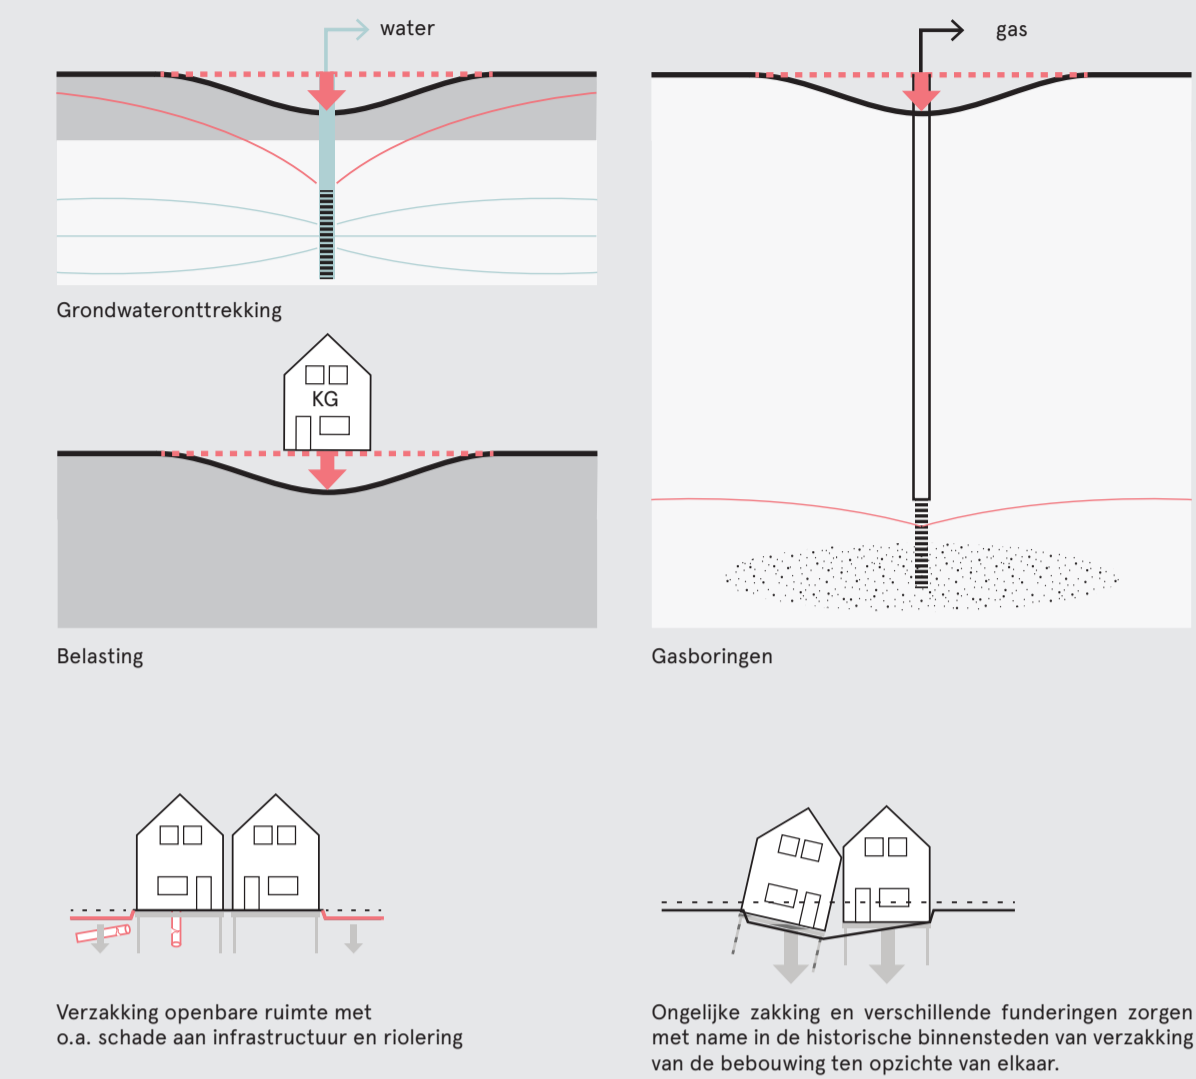 water
gas
Grondwateronttrekking
KG
Belasting
Gasboringen
Verzakking openbare ruimte met
o.a. schade aan infrastructuur en riolering
Ongelijke zakking en verschillende funderingen zorgen
met name in de historische binnensteden van verzakking
van de bebouwing ten opzichte van elkaar.